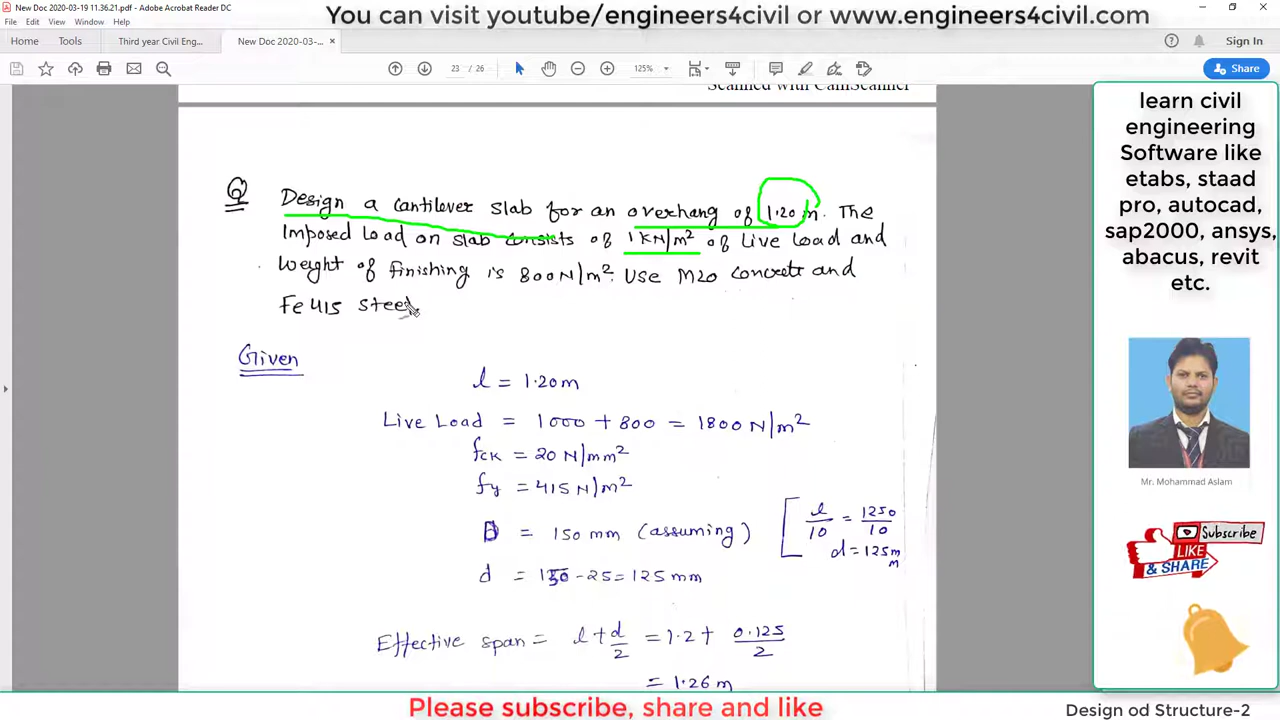 New Doc 2020-03-19 11.36.21.pdf - Adobe Acrobat Reader DC
You can visit youtube/engineers4civil or www.engineers4civil.com
File Edit View Window Help
Home Tools Third year Civil Eng... New Doc 2020-03-... × Sign In
23 / 26 125% Share
Scanned with CamScanner
Q Design a cantilever slab for an overhang of 1.20 m. The
Imposed Load on slab consists of 1 KN/m² of Live Load and
Weight of finishing is 800N/m². Use M20 concrete and
Fe 415 steel
Given
l = 1.20m
Live Load = 1000 + 800 = 1800 N/m²
fck = 20 N/mm²
fy = 415 N/m²
D = 150 mm (assuming)
l/10 = 1250/10
d = 125mm
d = 150 - 25 = 125 mm
Effective span = l + d/2 = 1.2 + 0.125/2
= 1.26 m
learn civil
engineering
Software like
etabs, staad
pro, autocad,
sap2000, ansys,
abacus, revit
etc.
Mr. Mohammad Aslam
Subscribe
LIKE
& SHARE
Please subscribe, share and like
Design od Structure-2